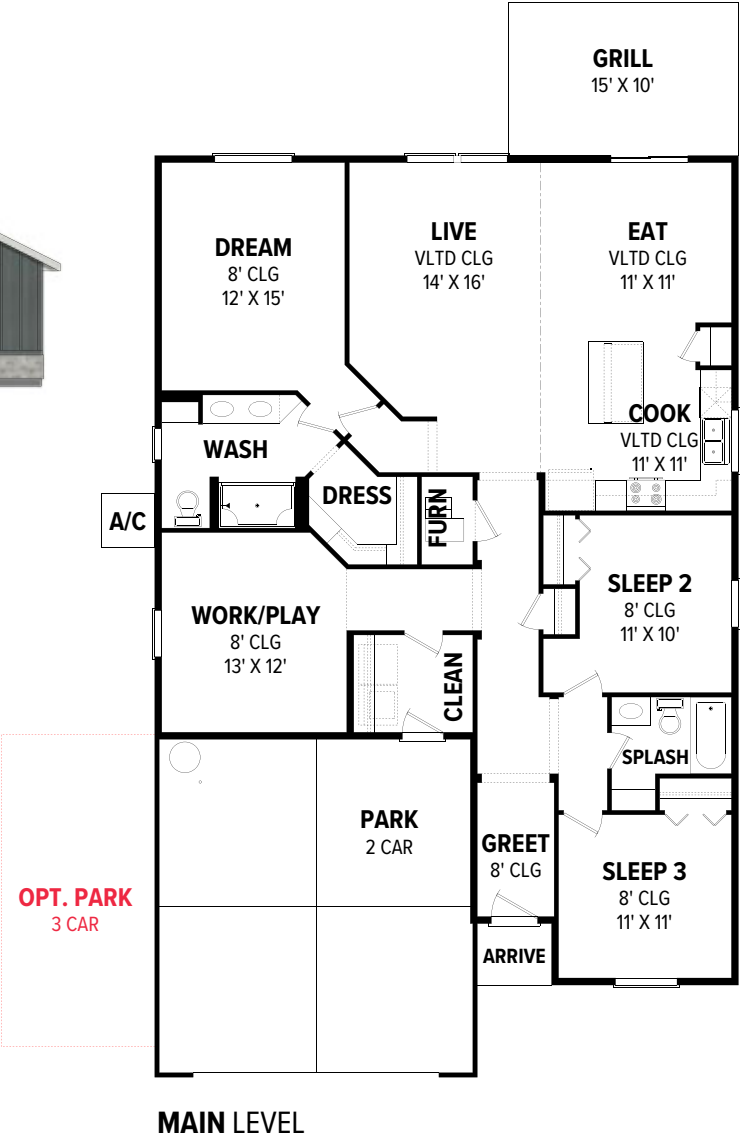 GRILL
15' X 10'
DREAM
8' CLG
12' X 15'
LIVE
VLTD CLG
14' X 16'
EAT
VLTD CLG
11' X 11'
COOK
VLTD CLG
11' X 11'
WASH
DRESS
FURN
A/C
WORK/PLAY
8' CLG
13' X 12'
SLEEP 2
8' CLG
11' X 10'
CLEAN
SPLASH
PARK
2 CAR
GREET
8' CLG
SLEEP 3
8' CLG
11' X 11'
OPT. PARK
3 CAR
ARRIVE
MAIN LEVEL